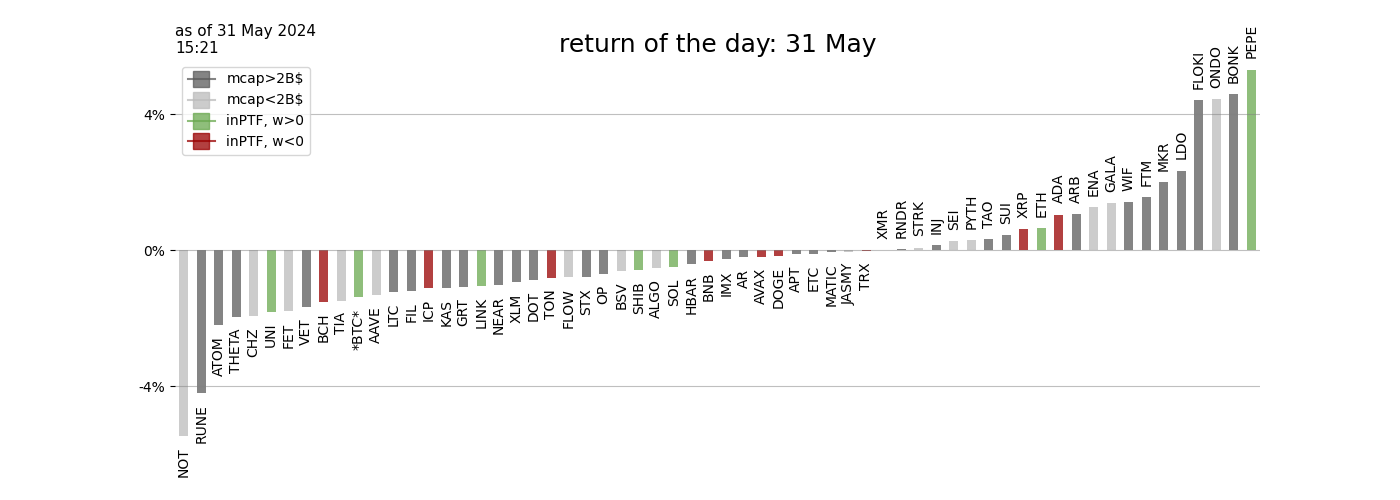 as of 31 May 2024
15:21
return of the day: 31 May
mcap>2B$
mcap<2B$
inPTF, w>0
inPTF, w<0
4%
0%
-4%
NOT
RUNE
ATOM
THETA
CHZ
UNI
FET
VET
BCH
TIA
*BTC*
AAVE
LTC
FIL
ICP
KAS
GRT
LINK
NEAR
XLM
DOT
TON
FLOW
STX
OP
BSV
SHIB
ALGO
SOL
HBAR
BNB
IMX
AR
AVAX
DOGE
APT
ETC
MATIC
JASMY
TRX
XMR
RNDR
STRK
INJ
SEI
PYTH
TAO
SUI
XRP
ETH
ADA
ARB
ENA
GALA
WIF
FTM
MKR
LDO
FLOKI
ONDO
BONK
PEPE